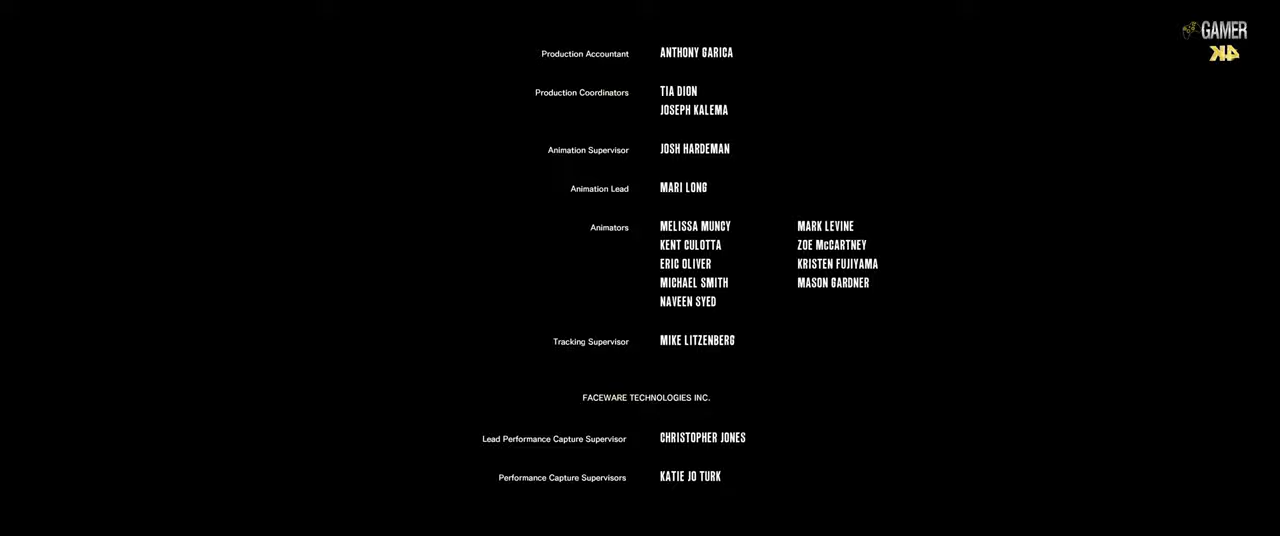 GAMER
4K
Production Accountant ANTHONY GARICA
Production Coordinators TIA DION
JOSEPH KALEMA
Animation Supervisor JOSH HARDEMAN
Animation Lead MARI LONG
Animators MELISSA MUNCY MARK LEVINE
KENT CULOTTA ZOE McCARTNEY
ERIC OLIVER KRISTEN FUJIYAMA
MICHAEL SMITH MASON GARDNER
NAVEEN SYED
Tracking Supervisor MIKE LITZENBERG
FACEWARE TECHNOLOGIES INC.
Lead Performance Capture Supervisor CHRISTOPHER JONES
Performance Capture Supervisors KATIE JO TURK